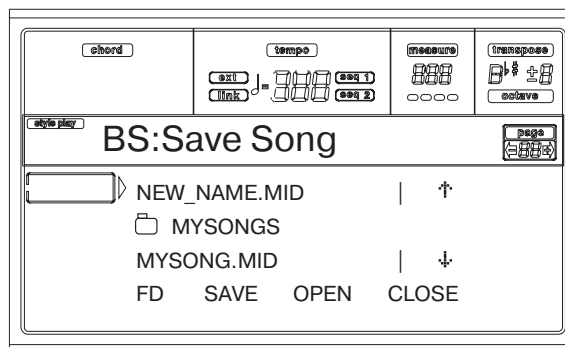 chord tempo measure transpose
ext seq 1
link seq 2
octave
style play
BS:Save Song
page
NEW_NAME.MID
MYSONGS
MYSONG.MID
FD SAVE OPEN CLOSE